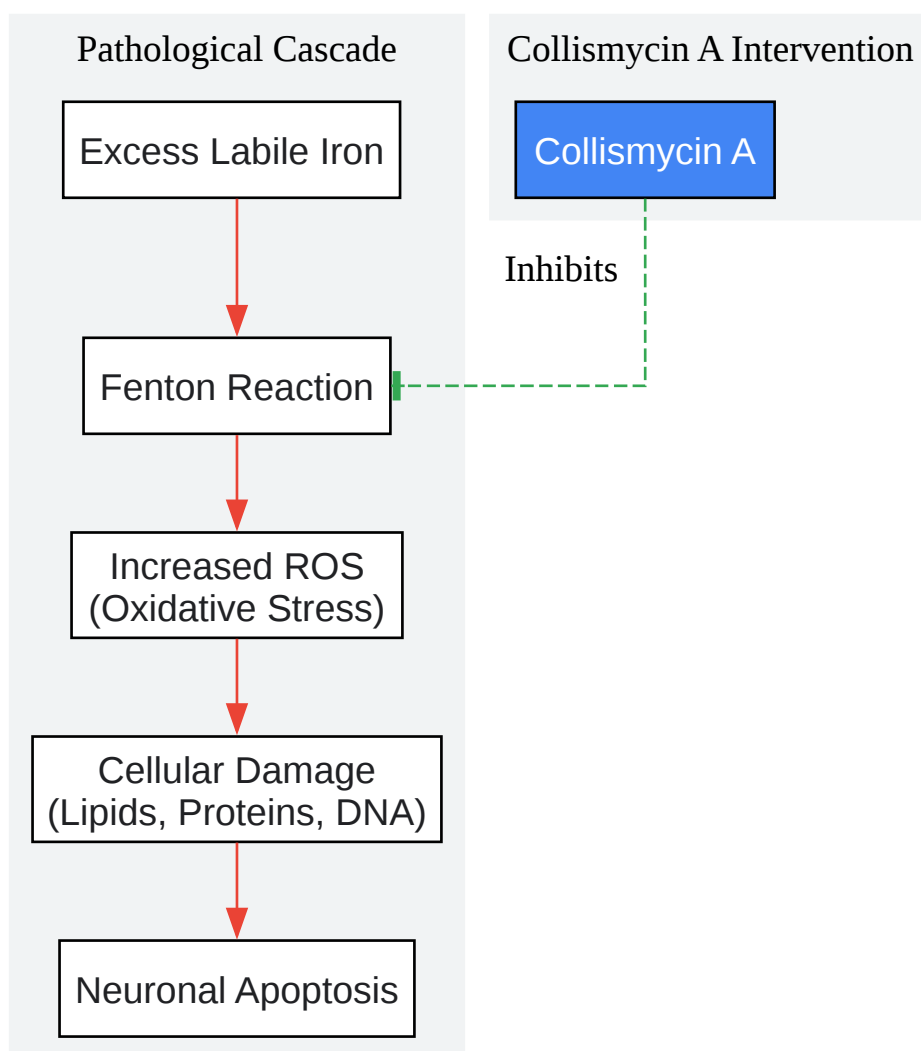 Pathological Cascade
Excess Labile Iron
Fenton Reaction
Increased ROS
(Oxidative Stress)
Cellular Damage
(Lipids, Proteins, DNA)
Neuronal Apoptosis
Collismycin A Intervention
Collismycin A
Inhibits